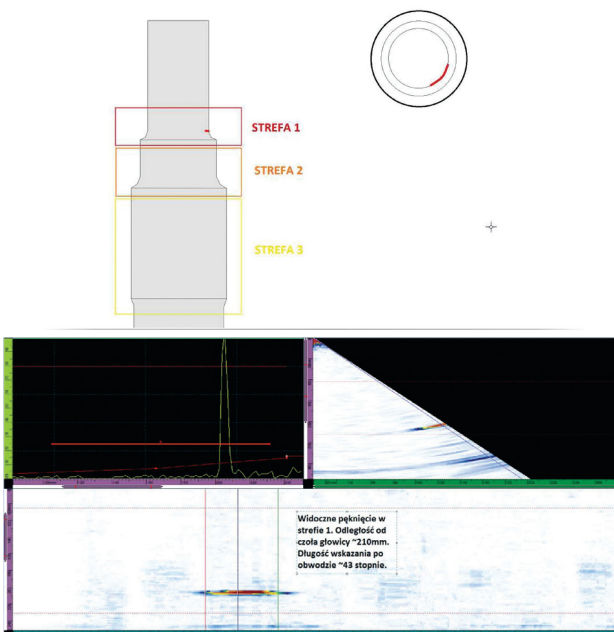 STREFA 1
STREFA 2
STREFA 3
Widoczne pęknięcie w
strefie 1. Odległość od
czoła głowicy ~210mm.
Długość wskazania po
obwodzie ~43 stopnie.